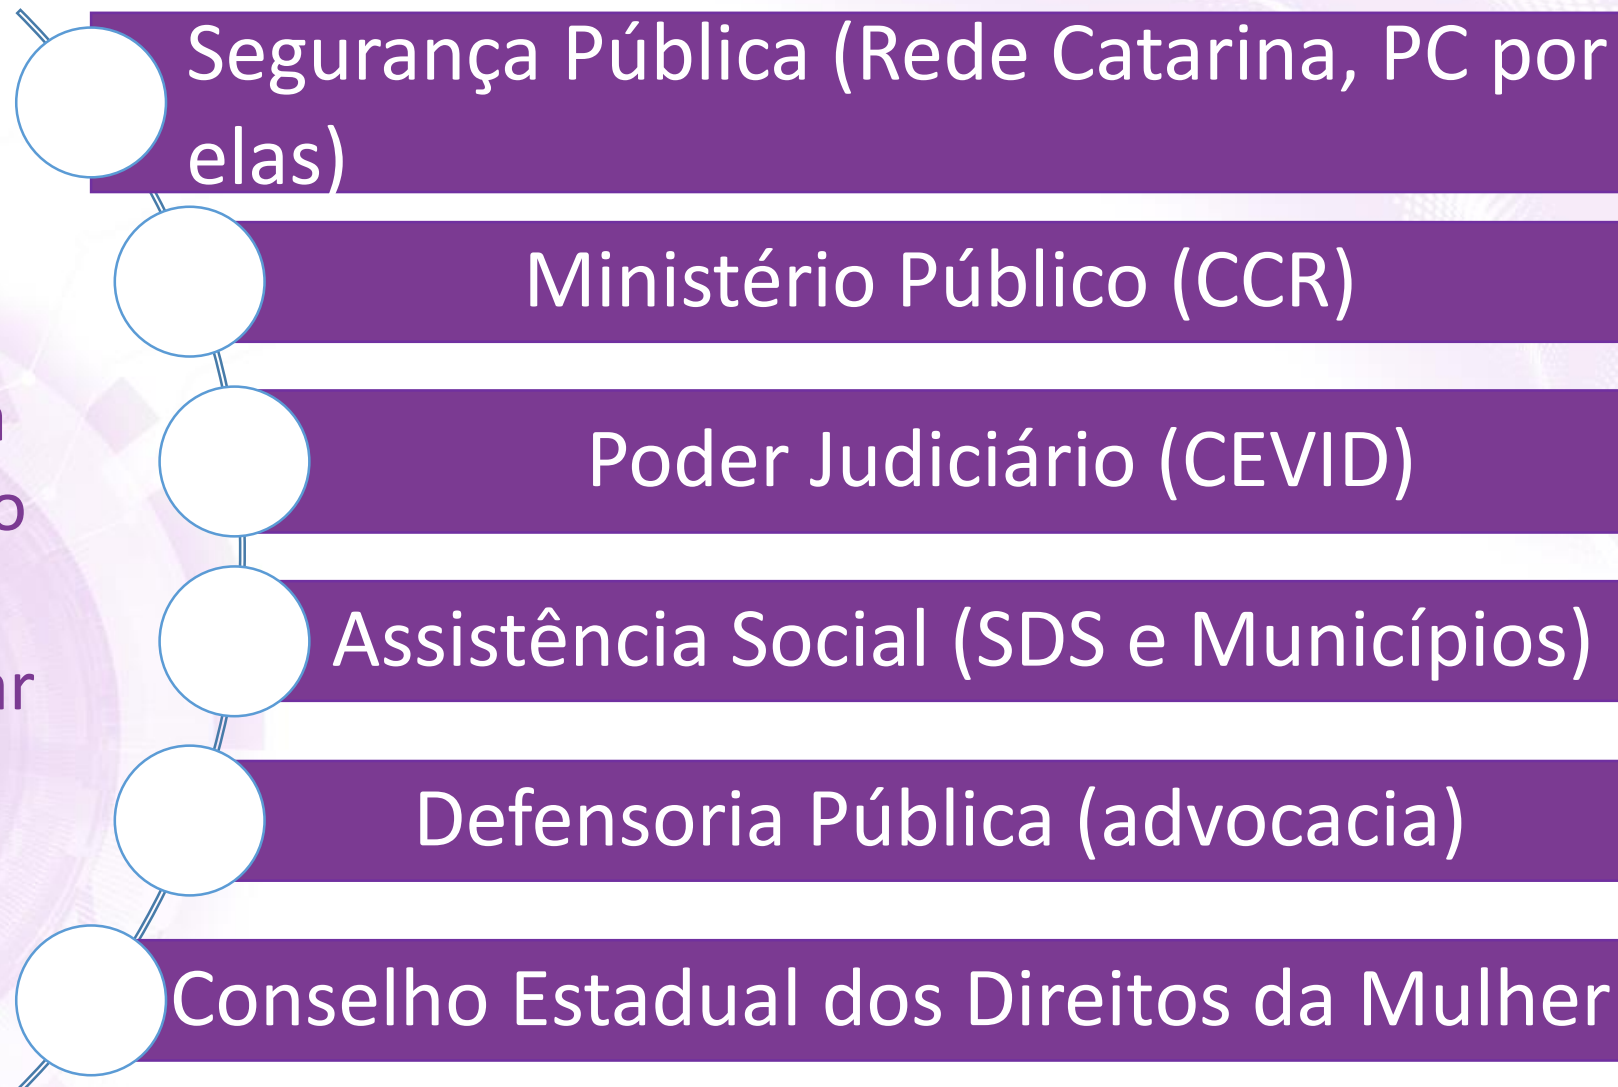 Segurança Pública (Rede Catarina, PC por
elas)
Ministério Público (CCR)
Poder Judiciário (CEVID)
Assistência Social (SDS e Municípios)
Defensoria Pública (advocacia)
Conselho Estadual dos Direitos da Mulher